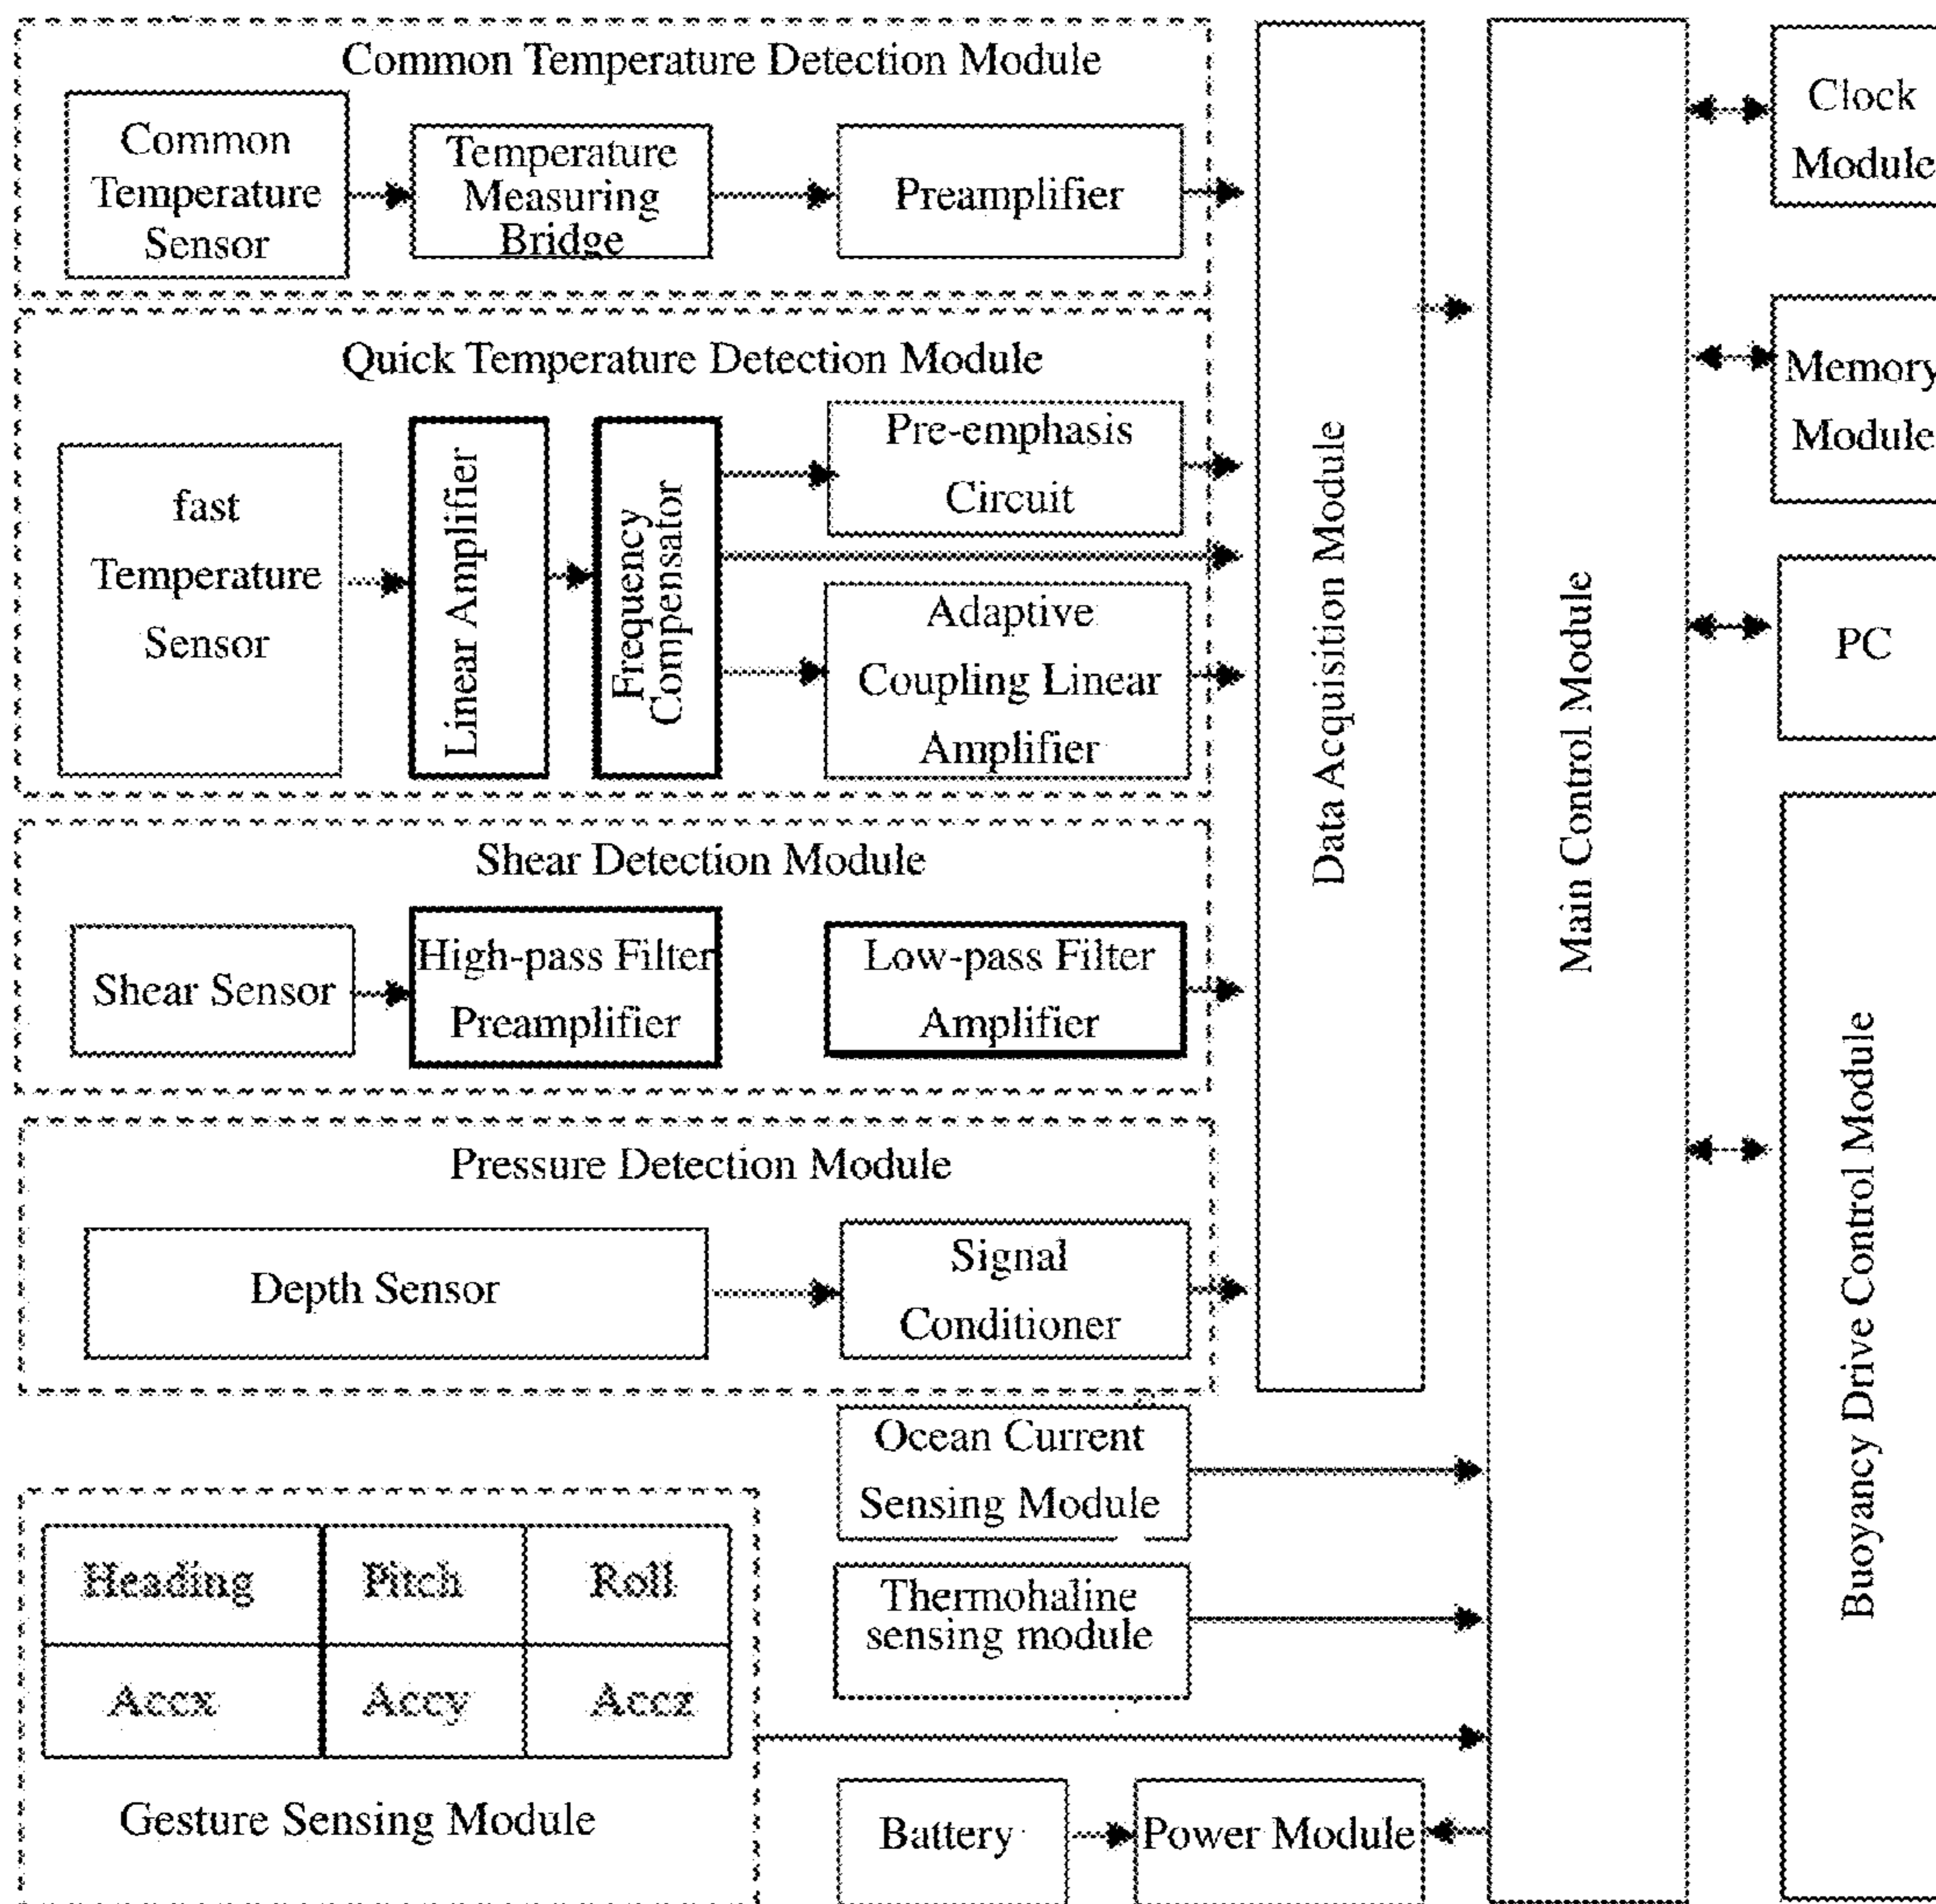 Common Temperature Detection Module
Common
Temperature
Sensor
Temperature
Measuring
Bridge
Preamplifier
Quick Temperature Detection Module
fast
Temperature
Sensor
Linear Amplifier
Frequency
Compensator
Pre-emphasis
Circuit
Adaptive
Coupling Linear
Amplifier
Shear Detection Module
Shear Sensor
High-pass Filter
Preamplifier
Low-pass Filter
Amplifier
Pressure Detection Module
Depth Sensor
Signal
Conditioner
Ocean Current
Sensing Module
Thermohaline
sensing module
Heading Pitch Roll
Accx Accy Accz
Gesture Sensing Module
Battery
Power Module
Data Acquisition Module
Main Control Module
Clock
Module
Memory
Module
PC
Buoyancy Drive Control Module